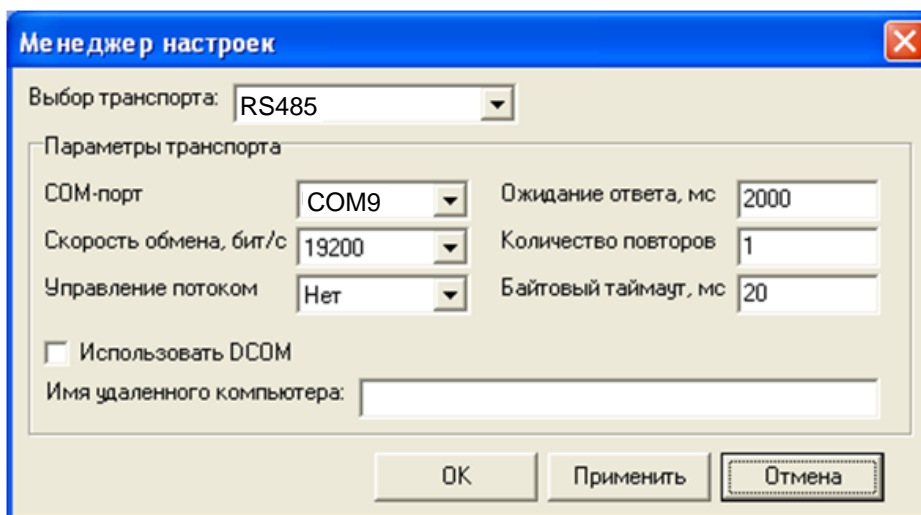 Менеджер настроек
Выбор транспорта: RS485
Параметры транспорта
COM-порт COM9 Ожидание ответа, мс 2000
Скорость обмена, бит/с 19200 Количество повторов 1
Управление потоком Нет Байтовый таймаут, мс 20
Использовать DCOM
Имя удаленного компьютера:
OK Применить Отмена